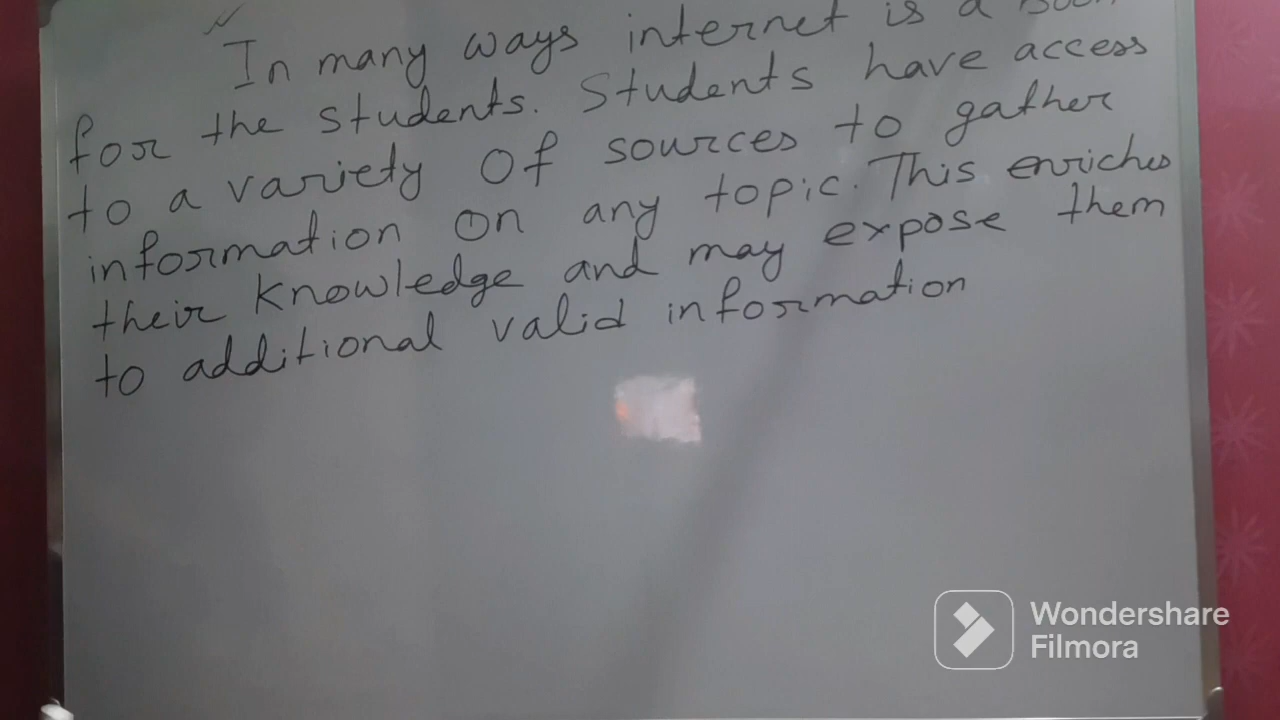 In many ways internet is a boon
for the students. Students have access
to a variety of sources to gather
information on any topic. This enriches
their knowledge and may expose them
to additional valid information
Wondershare
Filmora